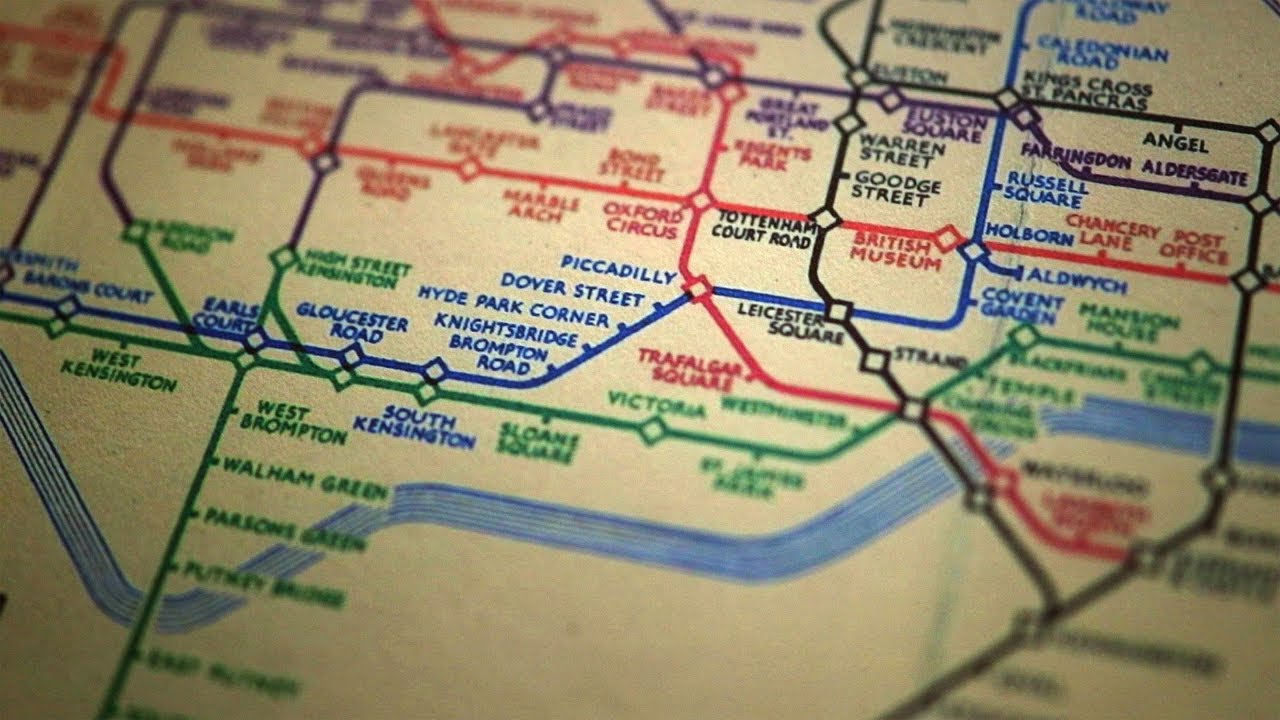 CALEDONIAN
ROAD
CRESCENT
EUSTON
KINGS CROSS
ST. PANCRAS
GREAT
PORTLAND
ST.
EUSTON
SQUARE
WARREN
STREET
ANGEL
REGENTS
PARK
FARRINGDON
ALDERSGATE
GOODGE
STREET
RUSSELL
SQUARE
LANCASTER
GATE
BOND
STREET
QUEENS
ROAD
MARBLE
ARCH
OXFORD
CIRCUS
TOTTENHAM
COURT ROAD
BRITISH
MUSEUM
HOLBORN
CHANCERY
LANE
POST
OFFICE
ALDWYCH
COVENT
GARDEN
MANSION
HOUSE
ADDISON
ROAD
HIGH STREET
KENSINGTON
BARONS COURT
EARLS
COURT
GLOUCESTER
ROAD
PICCADILLY
DOVER STREET
HYDE PARK CORNER
KNIGHTSBRIDGE
BROMPTON
ROAD
LEICESTER
SQUARE
STRAND
TRAFALGAR
SQUARE
BLACKFRIARS
TEMPLE
CHARING
CROSS
WEST
KENSINGTON
SOUTH
KENSINGTON
VICTORIA
WESTMINSTER
SLOANE
SQUARE
ST. JAMES'S
PARK
WATERLOO
WEST
BROMPTON
WALHAM GREEN
PARSONS GREEN
PUTNEY BRIDGE
EAST PUTNEY